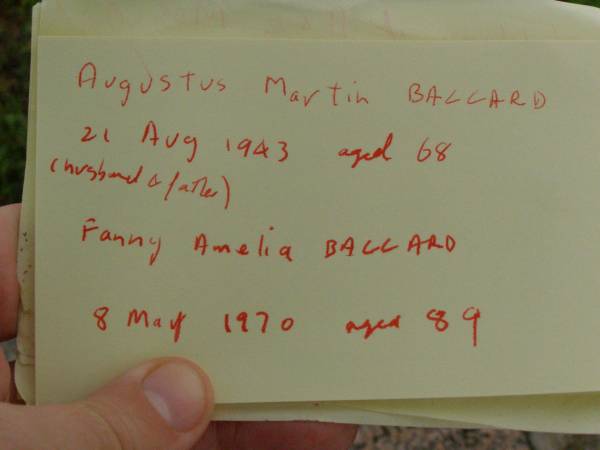 Augustus Martin BALLARD
21 Aug 1943 aged 68
(husband & father)
Fanny Amelia BALLARD
8 May 1970 aged 89